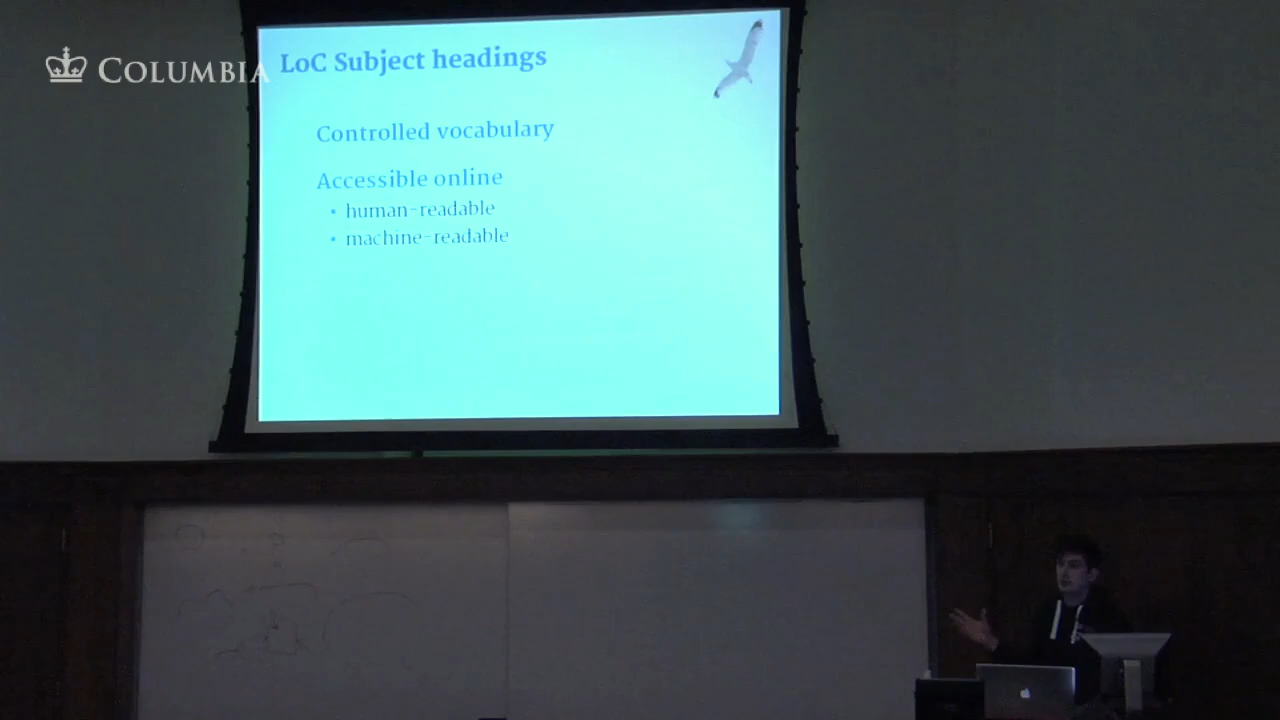 COLUMBIA
LoC Subject headings
Controlled vocabulary
Accessible online
• human-readable
• machine-readable